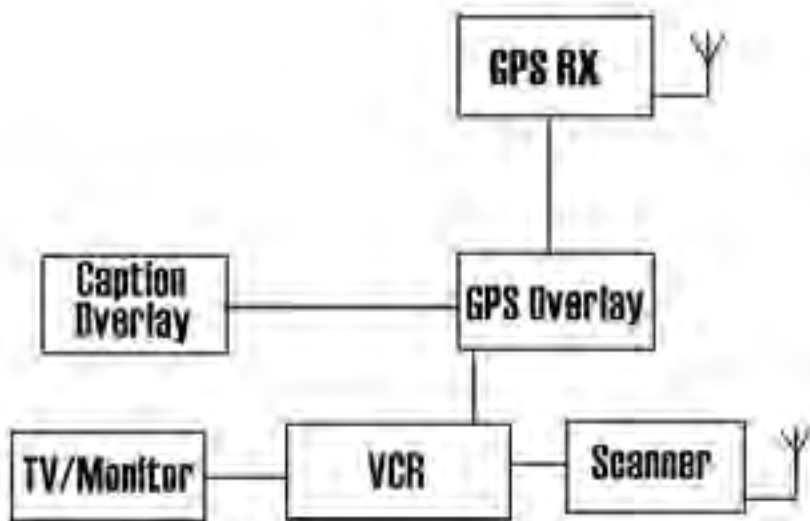 GPS RX
Caption
Overlay
GPS Overlay
TV/Monitor
VCR
Scanner